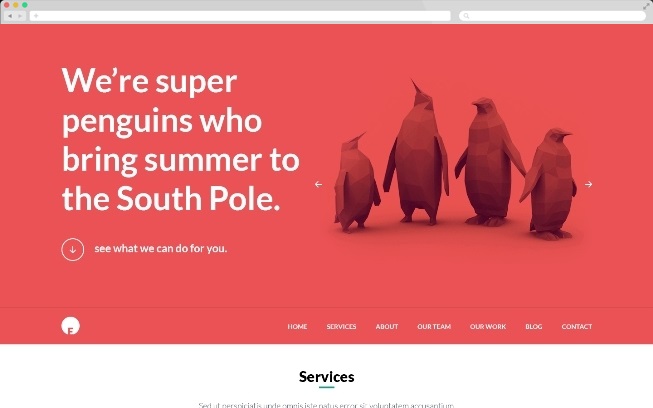 We're super
penguins who
bring summer to
the South Pole.
see what we can do for you.
E
HOME SERVICES ABOUT OUR TEAM OUR WORK BLOG CONTACT
Services
Sed ut perspiciatis unde omnis iste natus error sit voluptatem accusantium